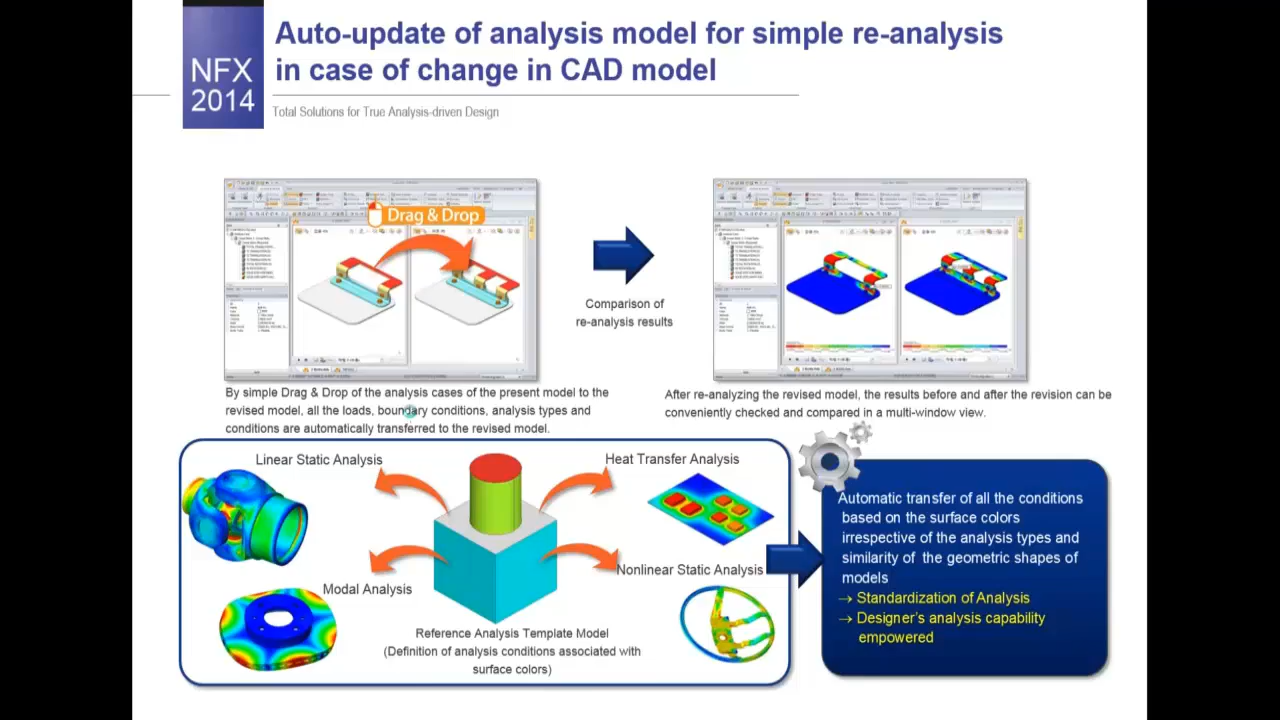 Auto-update of analysis model for simple re-analysis
in case of change in CAD model
NFX
2014
Total Solutions for True Analysis-driven Design
Drag & Drop
Comparison of
re-analysis results
By simple Drag & Drop of the analysis cases of the present model to the
revised model, all the loads, boundary conditions, analysis types and
conditions are automatically transferred to the revised model.
After re-analyzing the revised model, the results before and after the revision can be
conveniently checked and compared in a multi-window view.
Linear Static Analysis
Heat Transfer Analysis
Modal Analysis
Nonlinear Static Analysis
Reference Analysis Template Model
(Definition of analysis conditions associated with
surface colors)
Automatic transfer of all the conditions
based on the surface colors
irrespective of the analysis types and
similarity of the geometric shapes of
models
→ Standardization of Analysis
→ Designer's analysis capability
empowered